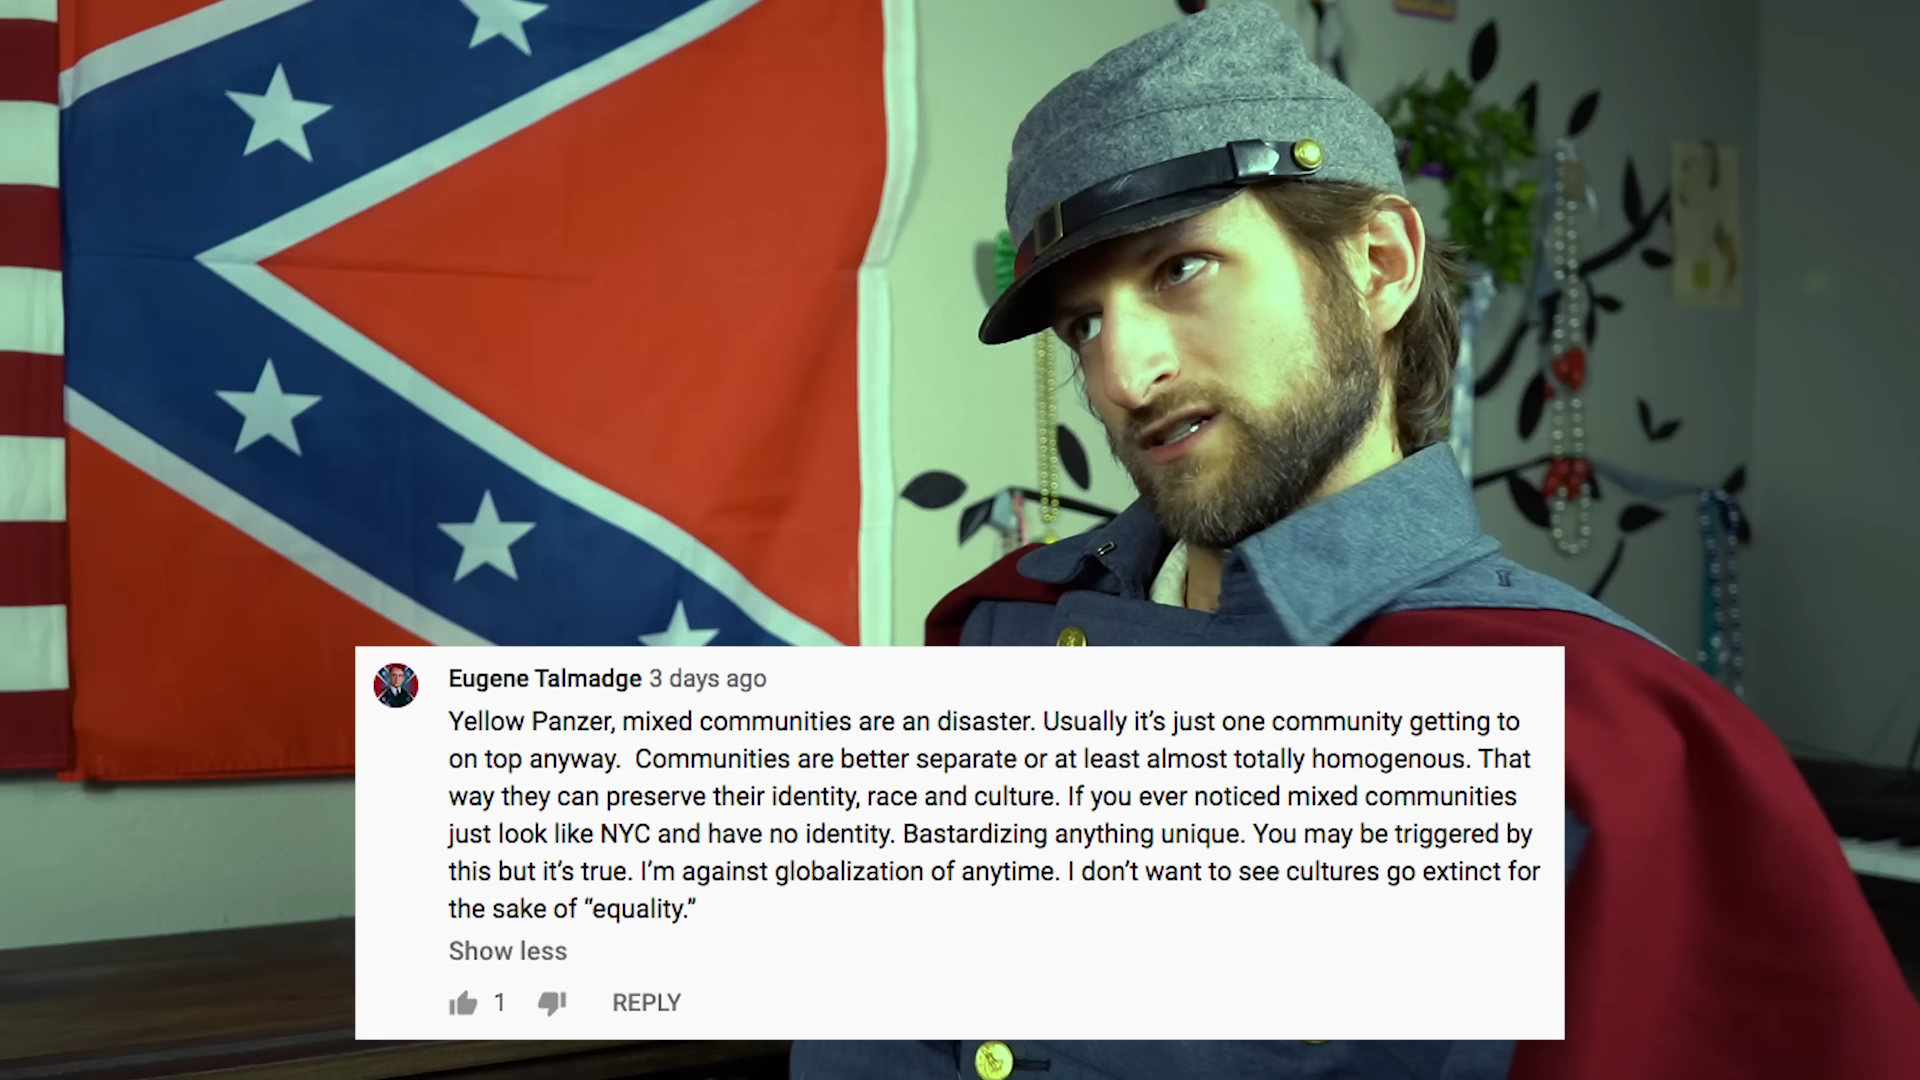 Eugene Talmadge 3 days ago
Yellow Panzer, mixed communities are an disaster. Usually it’s just one community getting to
on top anyway.  Communities are better separate or at least almost totally homogenous. That
way they can preserve their identity, race and culture. If you ever noticed mixed communities
just look like NYC and have no identity. Bastardizing anything unique. You may be triggered by
this but it’s true. I’m against globalization of anytime. I don’t want to see cultures go extinct for
the sake of “equality.”
Show less
1 REPLY